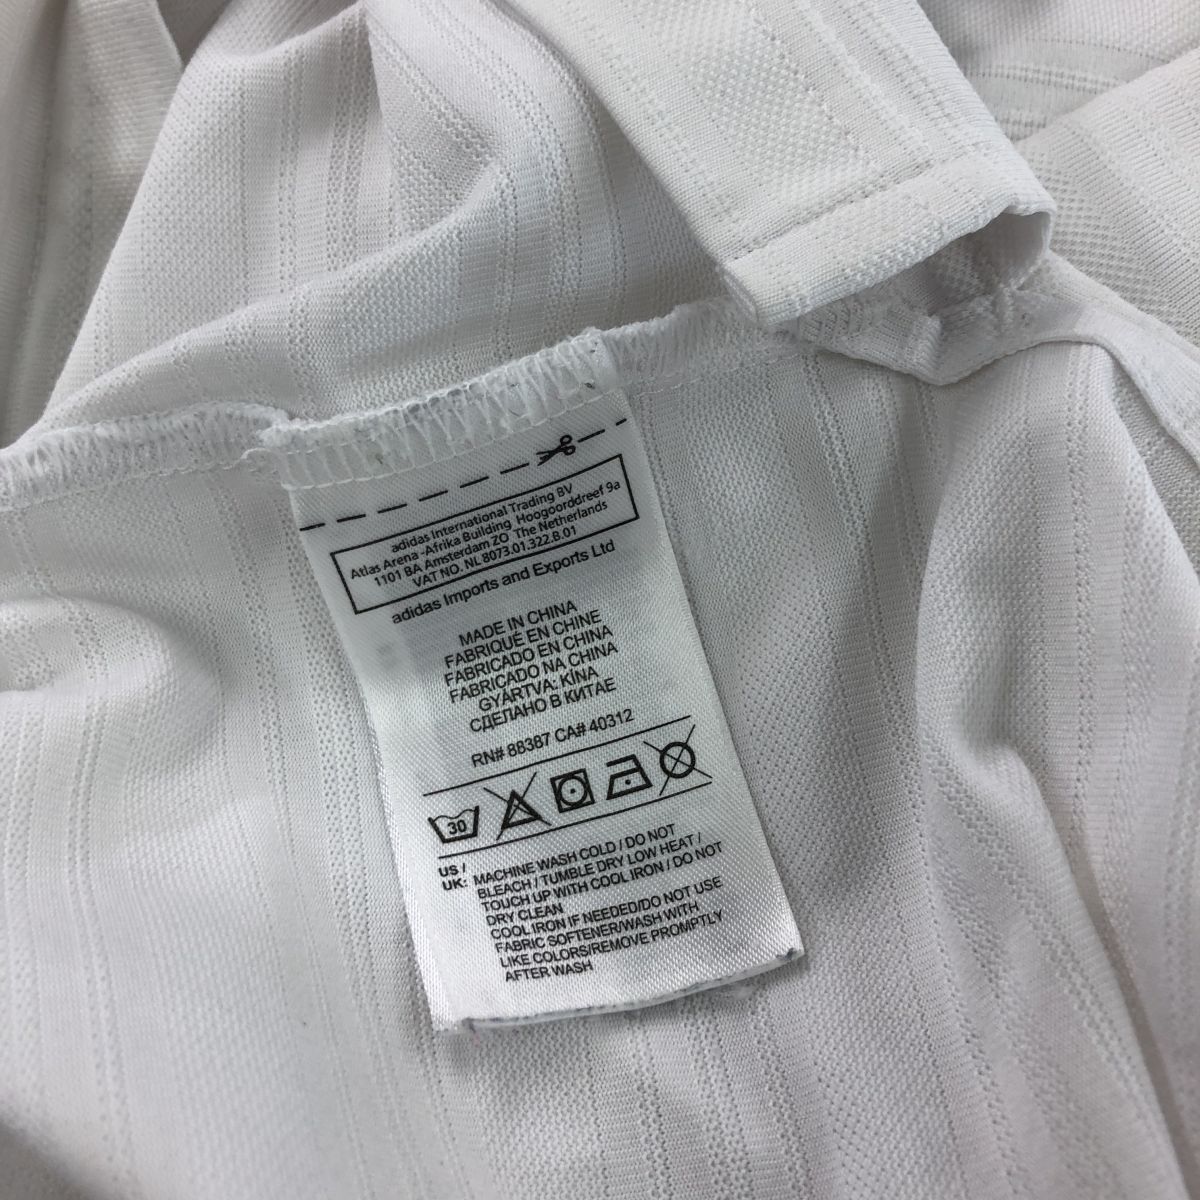 adidas International Trading BV
Atlas Arena -Afrika Building Hoogoorddreef 9a
1101 BA Amsterdam ZO The Netherlands
VAT NO. NL 8073.01.322.B.01
adidas Imports and Exports Ltd
MADE IN CHINA
FABRIQUÉ EN CHINE
FABRICADO EN CHINA
FABRICADO NA CHINA
GYÁRTVA: KÍNA
СДЕЛАНО В КИТАЕ
RN# 88387 CA# 40312
30
US / UK: MACHINE WASH COLD / DO NOT
BLEACH / TUMBLE DRY LOW HEAT /
TOUCH UP WITH COOL IRON / DO NOT
DRY CLEAN
COOL IRON IF NEEDED/DO NOT USE
FABRIC SOFTENER/WASH WITH
LIKE COLORS/REMOVE PROMPTLY
AFTER WASH